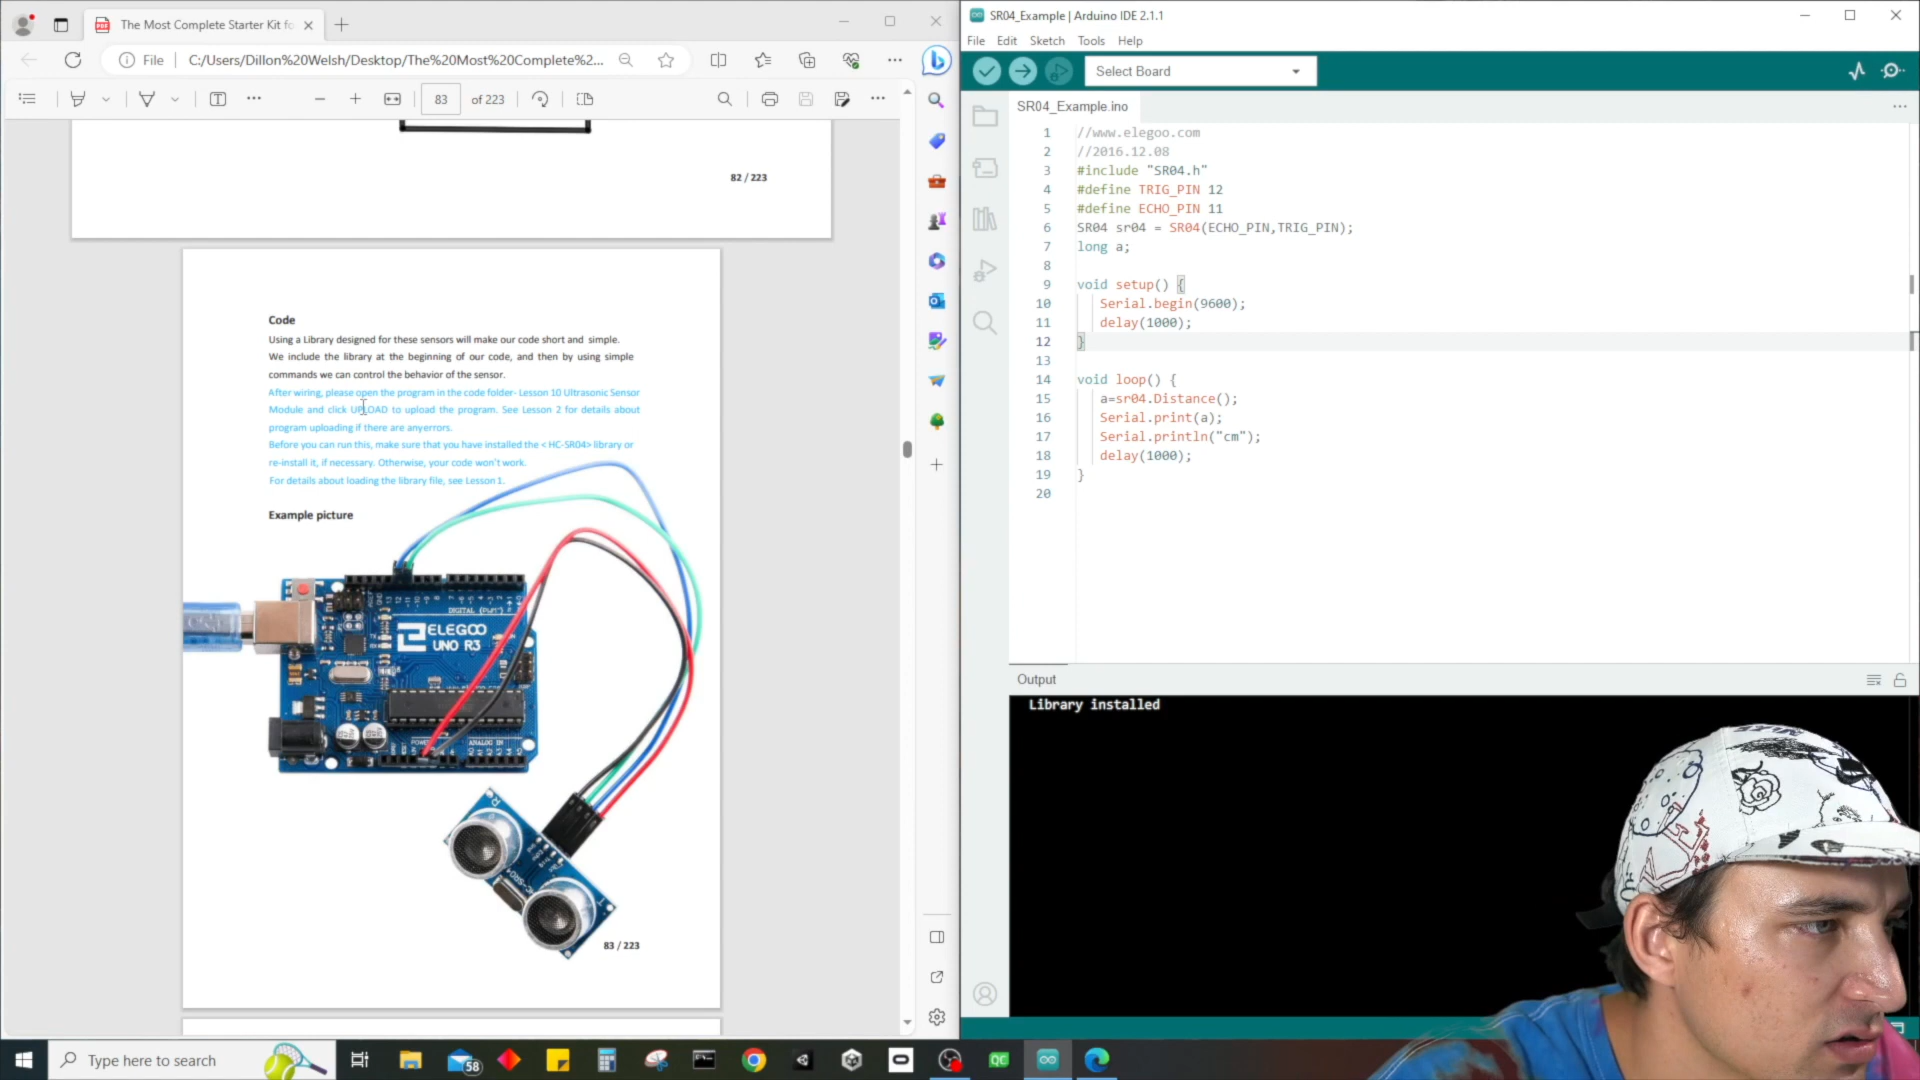 The Most Complete Starter Kit fo
File
C:/Users/Dillon%20Welsh/Desktop/The%20Most%20Complete%2...
83
of 223
82 / 223
Code
Using a Library designed for these sensors will make our code short and simple.
We include the library at the beginning of our code, and then by using simple
commands we can control the behavior of the sensor.
After wiring, please open the program in the code folder- Lesson 10 Ultrasonic Sensor
Module and click UPLOAD to upload the program. See Lesson 2 for details about
program uploading if there are anyerrors.
Before you can run this, make sure that you have installed the < HC-SR04> library or
re-install it, if necessary. Otherwise, your code won't work.
For details about loading the library file, see Lesson 1.
Example picture
DIGITAL (PWM~)
ELEGOO
UNO R3
ANALOG IN
HC-SR04
83 / 223
SR04_Example | Arduino IDE 2.1.1
File Edit Sketch Tools Help
Select Board
SR04_Example.ino
1 //www.elegoo.com
2 //2016.12.08
3 #include "SR04.h"
4 #define TRIG_PIN 12
5 #define ECHO_PIN 11
6 SR04 sr04 = SR04(ECHO_PIN,TRIG_PIN);
7 long a;
8
9 void setup() {
10 Serial.begin(9600);
11 delay(1000);
12 }
13
14 void loop() {
15 a=sr04.Distance();
16 Serial.print(a);
17 Serial.println("cm");
18 delay(1000);
19 }
20
Output
Library installed
Type here to search
58
QC